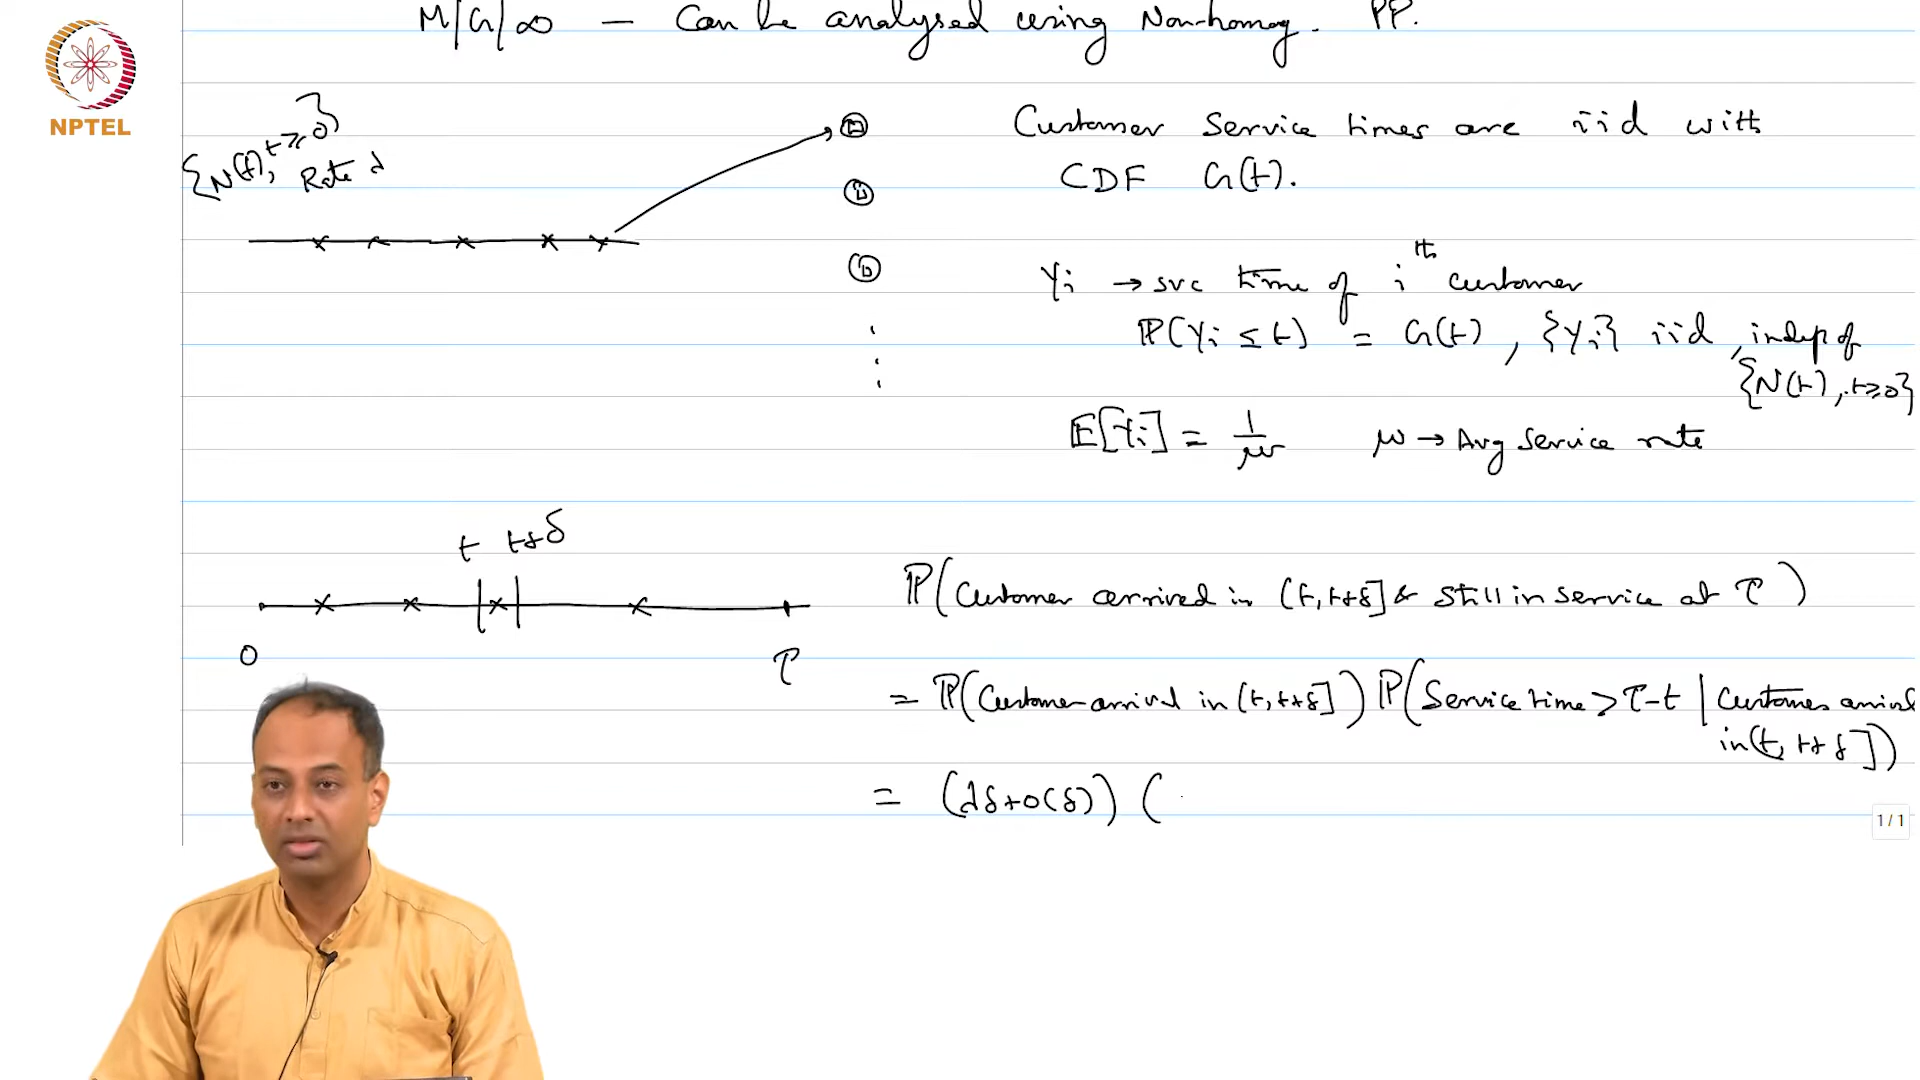 M/G/∞ — Can be analysed using Non-homog. PP.
NPTEL
{N(t), t≥0}
Rate λ
Customer service times are iid with
CDF G(t).
Yi → svc time of ith customer
P(Yi ≤ t) = G(t), {Yi} iid, indep of
{N(t), t≥0}
E[Yi] = 1/μ μ → Avg service rate
t t+δ
0 τ
P(Customer arrived in (t, t+δ] & still in service at τ)
= P(Customer arrival in (t, t+δ]) P(Service time > τ-t | Customer arrival
in (t, t+δ])
= (λδ+o(δ)) (
1 / 1